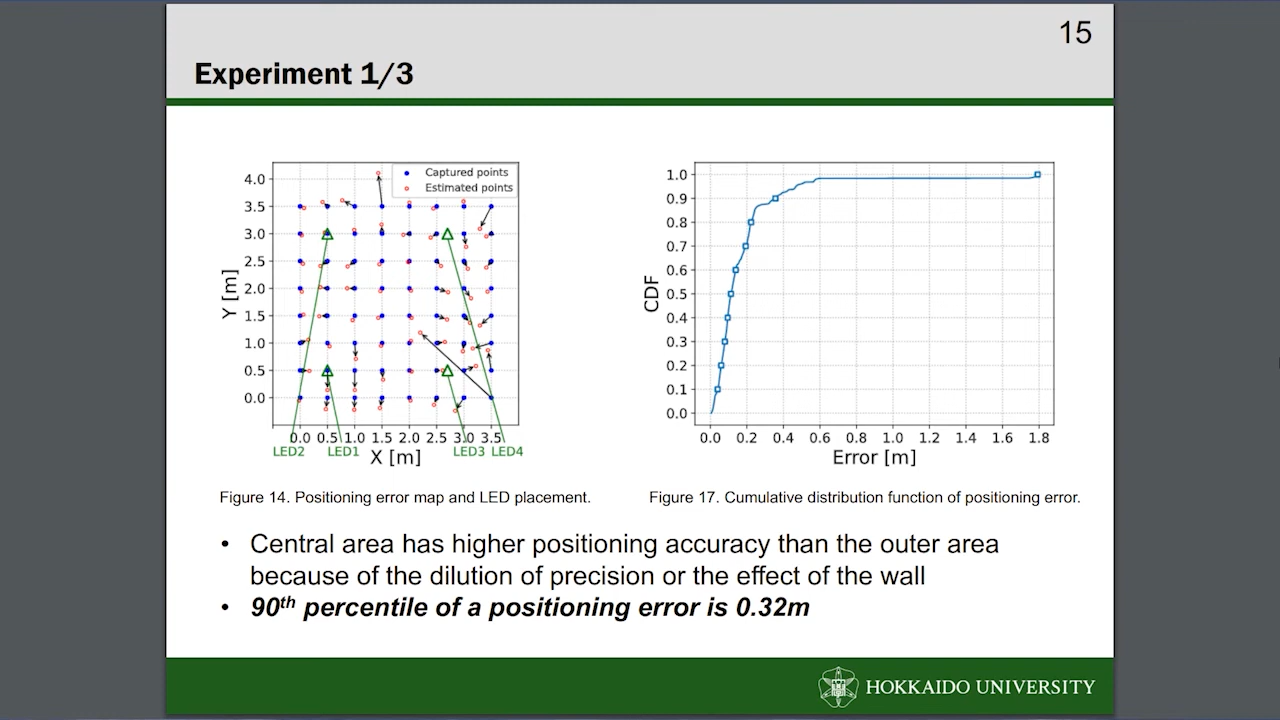 15
Experiment 1/3
Captured points
Estimated points
4.0
3.5
3.0
2.5
2.0
1.5
1.0
0.5
0.0
Y [m]
0.0 0.5 1.0 1.5 2.0 2.5 3.0 3.5
LED2 LED1 X [m] LED3 LED4
1.0
0.9
0.8
0.7
0.6
0.5
0.4
0.3
0.2
0.1
0.0
CDF
0.0 0.2 0.4 0.6 0.8 1.0 1.2 1.4 1.6 1.8
Error [m]
Figure 14. Positioning error map and LED placement.
Figure 17. Cumulative distribution function of positioning error.
• Central area has higher positioning accuracy than the outer area
because of the dilution of precision or the effect of the wall
• 90th percentile of a positioning error is 0.32m
HOKKAIDO UNIVERSITY